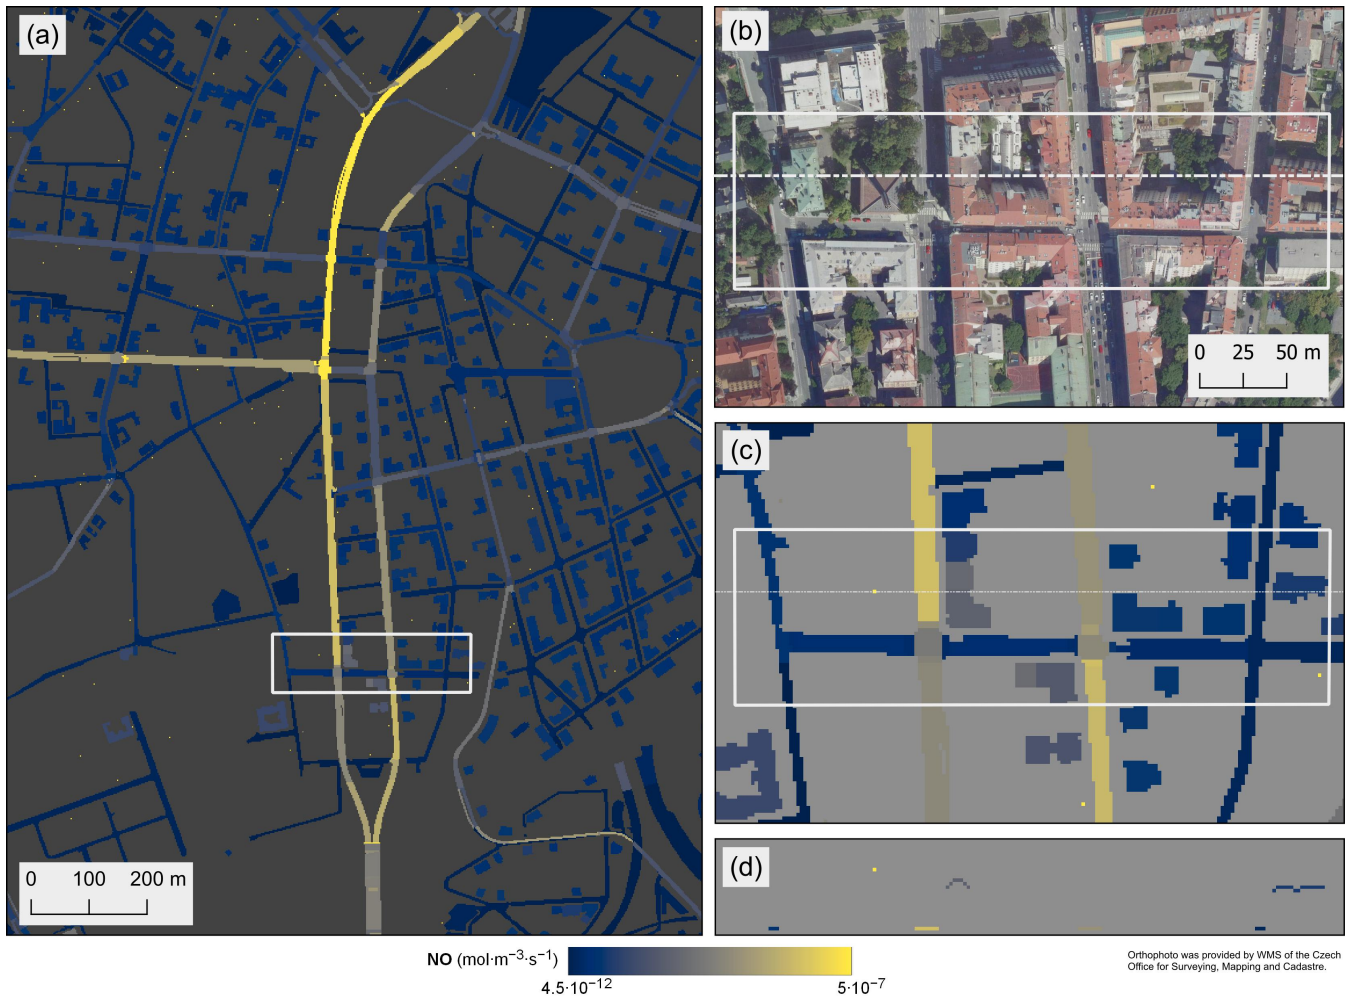 (a)
0 100 200 m
(b)
0 25 50 m
(c)
(d)
NO (mol·m⁻³·s⁻¹)
4.5·10⁻¹² 5·10⁻⁷
Orthophoto was provided by WMS of the Czech
Office for Surveying, Mapping and Cadastre.